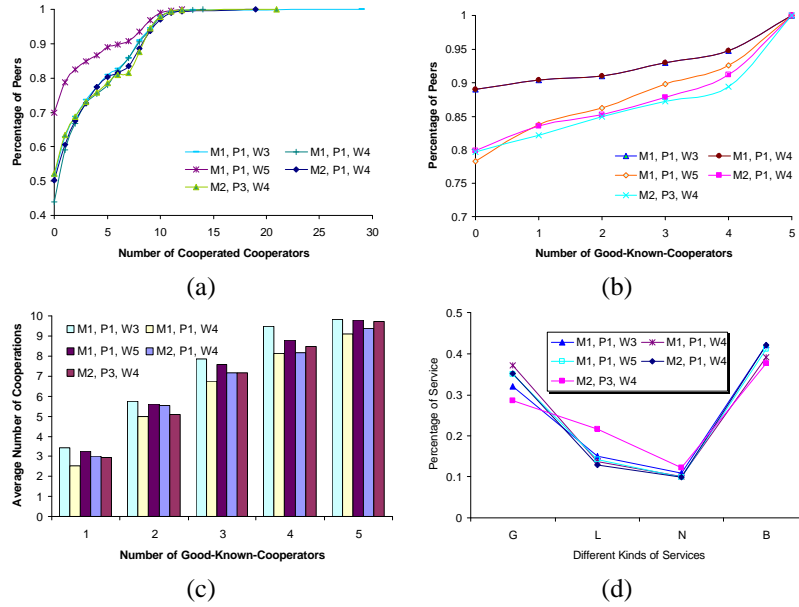 1
0.9
0.8
0.7
0.6
0.5
0.4
Percentage of Peers
M1, P1, W3 M1, P1, W4
M1, P1, W5 M2, P1, W4
M2, P3, W4
0 5 10 15 20 25 30
Number of Cooperated Cooperators
(a)
1
0.95
0.9
0.85
0.8
0.75
0.7
Percentage of Peers
M1, P1, W3 M1, P1, W4
M1, P1, W5 M2, P1, W4
M2, P3, W4
0 1 2 3 4 5
Number of Good-Known-Cooperators
(b)
10
9
8
7
6
5
4
3
2
1
0
Average Number of Cooperations
M1, P1, W3 M1, P1, W4
M1, P1, W5 M2, P1, W4
M2, P3, W4
1 2 3 4 5
Number of Good-Known-Cooperators
(c)
0.5
0.4
0.3
0.2
0.1
0
Percentage of Service
M1, P1, W3 M1, P1, W4
M1, P1, W5 M2, P1, W4
M2, P3, W4
G L N B
Different Kinds of Services
(d)